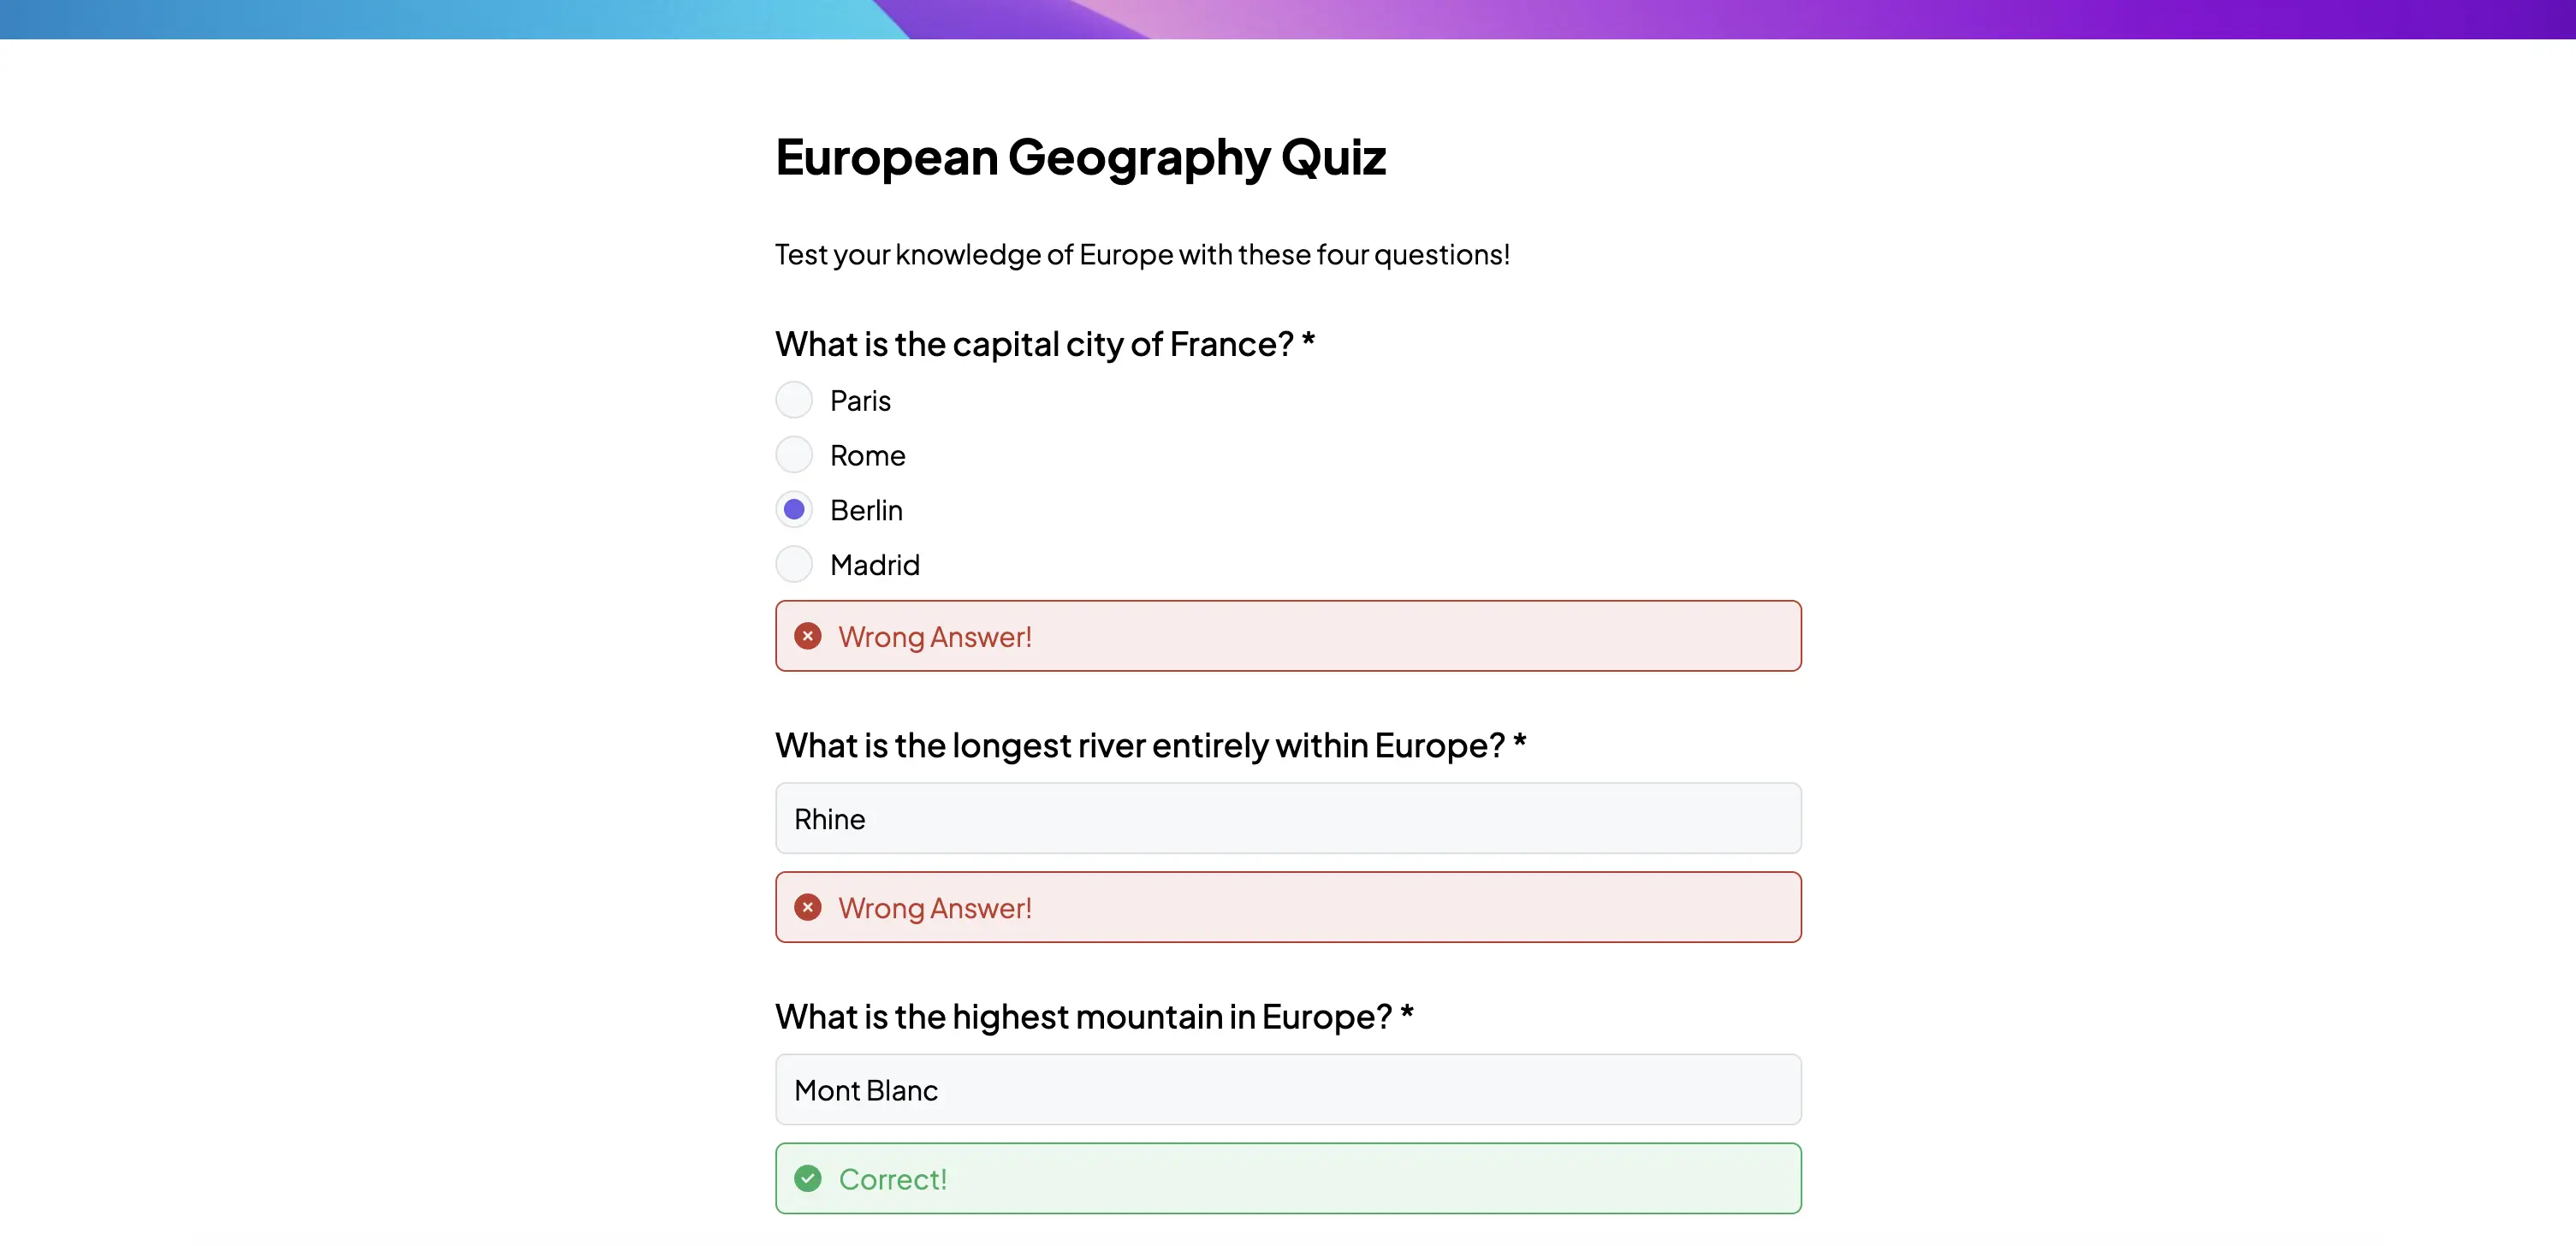 European Geography Quiz
Test your knowledge of Europe with these four questions!
What is the capital city of France? *
Paris
Rome
Berlin
Madrid
Wrong Answer!
What is the longest river entirely within Europe? *
Rhine
Wrong Answer!
What is the highest mountain in Europe? *
Mont Blanc
Correct!